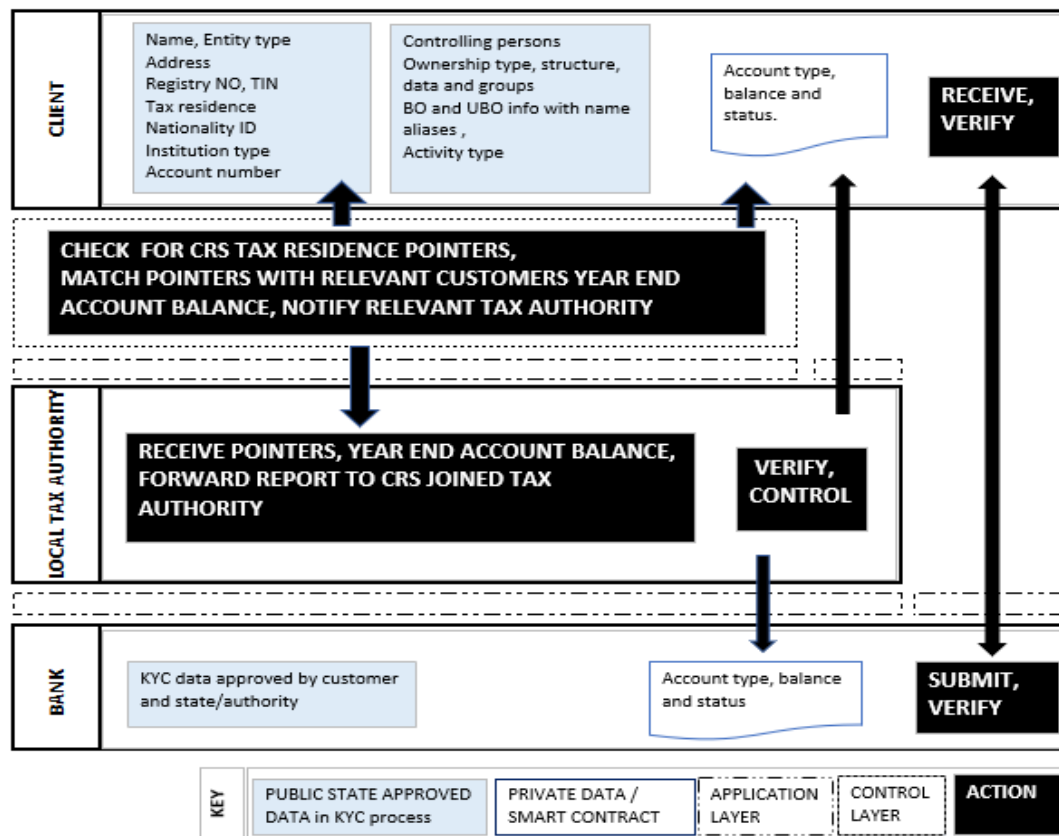 CLIENT
Name, Entity type
Address
Registry NO, TIN
Tax residence
Nationality ID
Institution type
Account number
Controlling persons
Ownership type, structure,
data and groups
BO and UBO info with name
aliases ,
Activity type
Account type,
balance and
status.
RECEIVE,
VERIFY
CHECK FOR CRS TAX RESIDENCE POINTERS,
MATCH POINTERS WITH RELEVANT CUSTOMERS YEAR END
ACCOUNT BALANCE, NOTIFY RELEVANT TAX AUTHORITY
LOCAL TAX AUTHORITY
RECEIVE POINTERS, YEAR END ACCOUNT BALANCE,
FORWARD REPORT TO CRS JOINED TAX
AUTHORITY
VERIFY,
CONTROL
BANK
KYC data approved by customer
and state/authority
Account type, balance
and status
SUBMIT,
VERIFY
KEY
PUBLIC STATE APPROVED
DATA in KYC process
PRIVATE DATA /
SMART CONTRACT
APPLICATION
LAYER
CONTROL
LAYER
ACTION